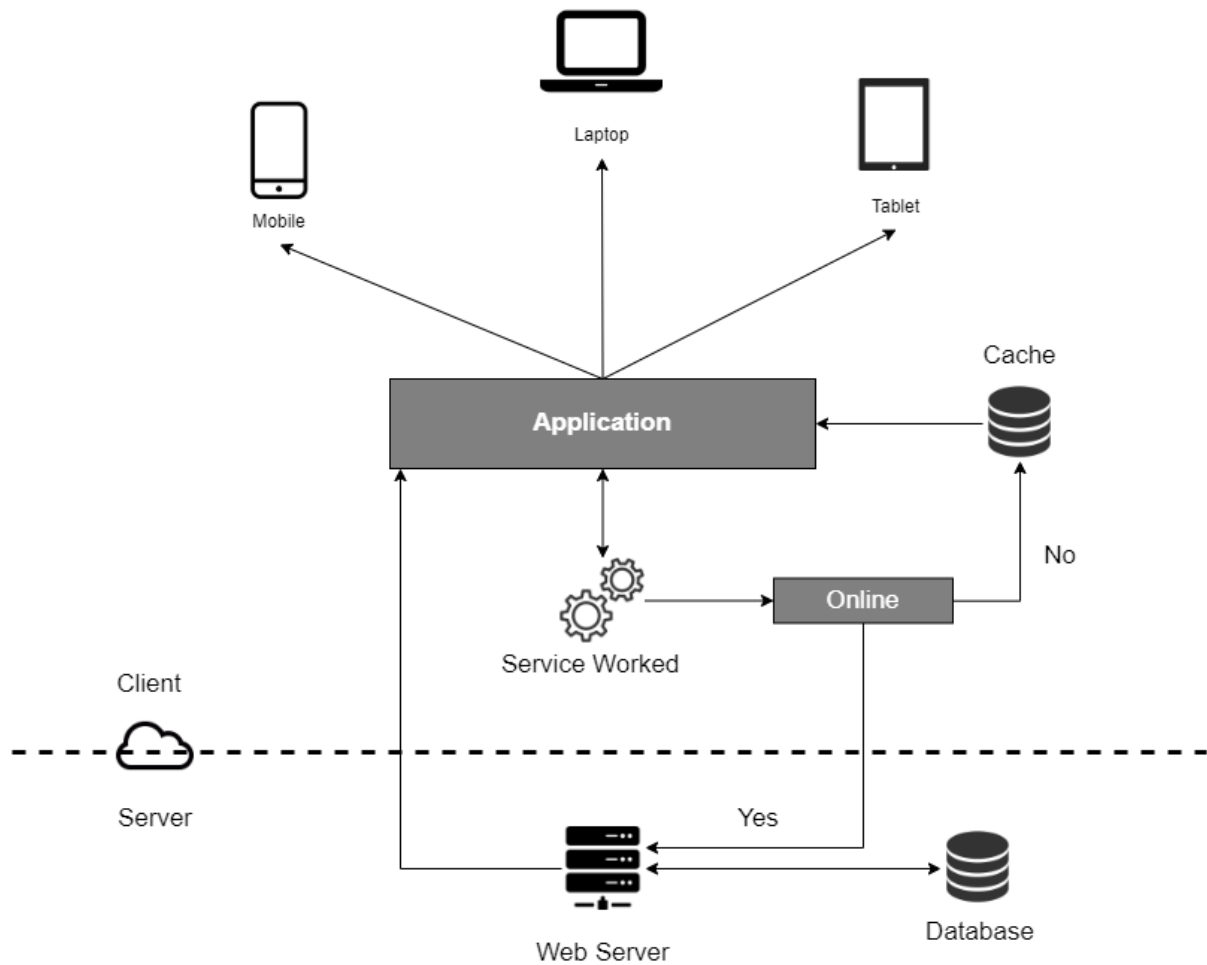 Laptop
Mobile
Tablet
Cache
Application
No
Online
Service Worked
Client
Server
Yes
Database
Web Server